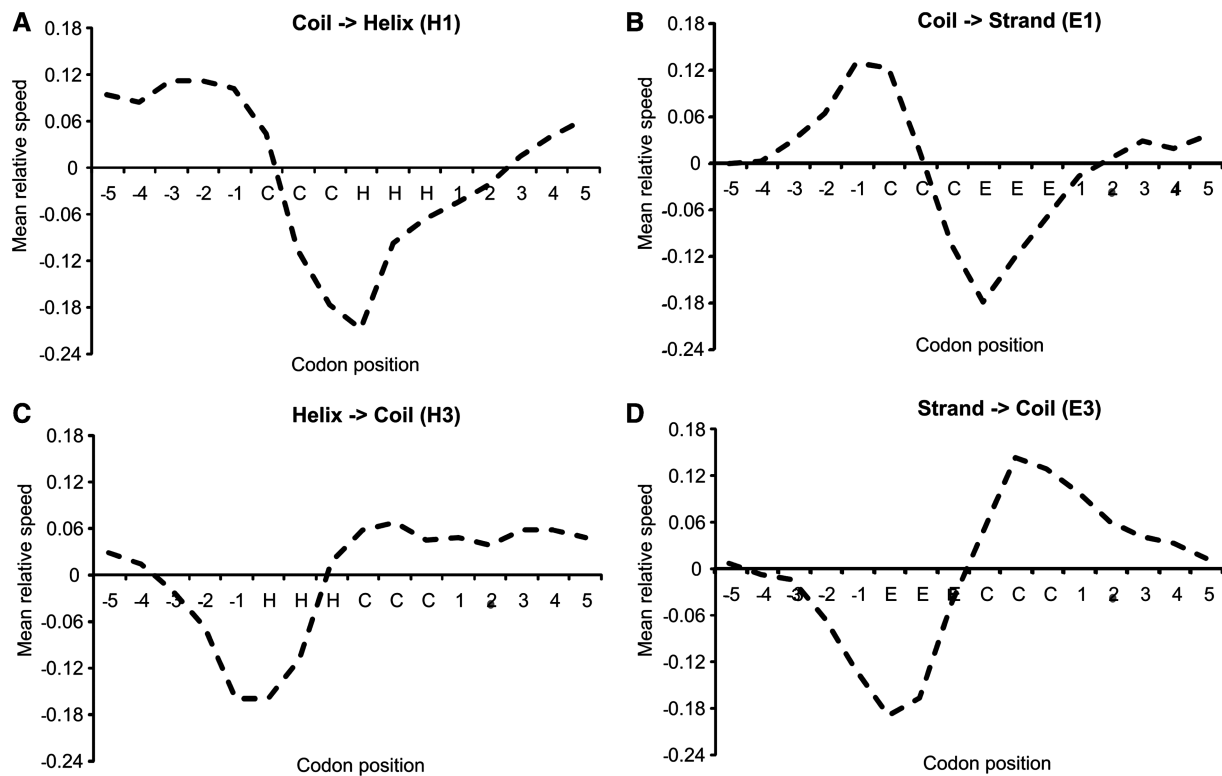 A
Coil -> Helix (H1)
0.18
0.12
0.06
0
-0.06
-0.12
-0.18
-0.24
Mean relative speed
-5 -4 -3 -2 -1 C C C H H H 1 2 3 4 5
Codon position
B
Coil -> Strand (E1)
0.18
0.12
0.06
0
-0.06
-0.12
-0.18
-0.24
Mean relative speed
-5 -4 -3 -2 -1 C C C E E E 1 2 3 4 5
Codon position
C
Helix -> Coil (H3)
0.18
0.12
0.06
0
-0.06
-0.12
-0.18
-0.24
Mean relative speed
-5 -4 -3 -2 -1 H H H C C C 1 2 3 4 5
Codon position
D
Strand -> Coil (E3)
0.18
0.12
0.06
0
-0.06
-0.12
-0.18
-0.24
Mean relative speed
-5 -4 -3 -2 -1 E E E C C C 1 2 3 4 5
Codon position